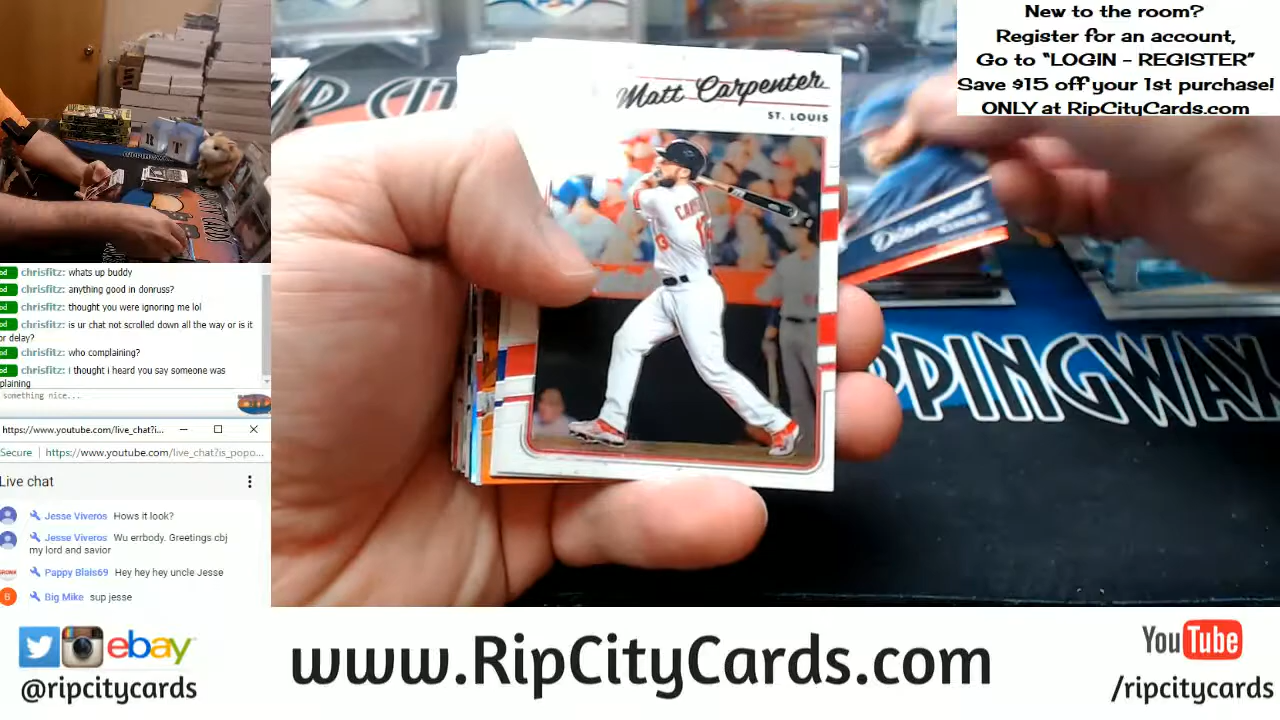 New to the room?
Register for an account,
Go to “LOGIN - REGISTER”
Save $15 off your 1st purchase!
ONLY at RipCityCards.com
Matt Carpenter
ST. LOUIS
Diamond
PPINGWAX
R T
chrisfitz: whats up buddy
chrisfitz: anything good in donruss?
chrisfitz: thought you were ignoring me lol
chrisfitz: is ur chat not scrolled down all the way or is it
or delay?
chrisfitz: who complaining?
chrisfitz: i thought i heard you say someone was
plaining
something nice...
https://www.youtube.com/live_chat?i...
Secure https://www.youtube.com/live_chat?is_popo...
Live chat
Jesse Viveros Hows it look?
Jesse Viveros Wu errbody. Greetings cbj
my lord and savior
Pappy Blais69 Hey hey hey uncle Jesse
B Big Mike sup jesse
ebay
@ripcitycards
www.RipCityCards.com
YouTube
/ripcitycards